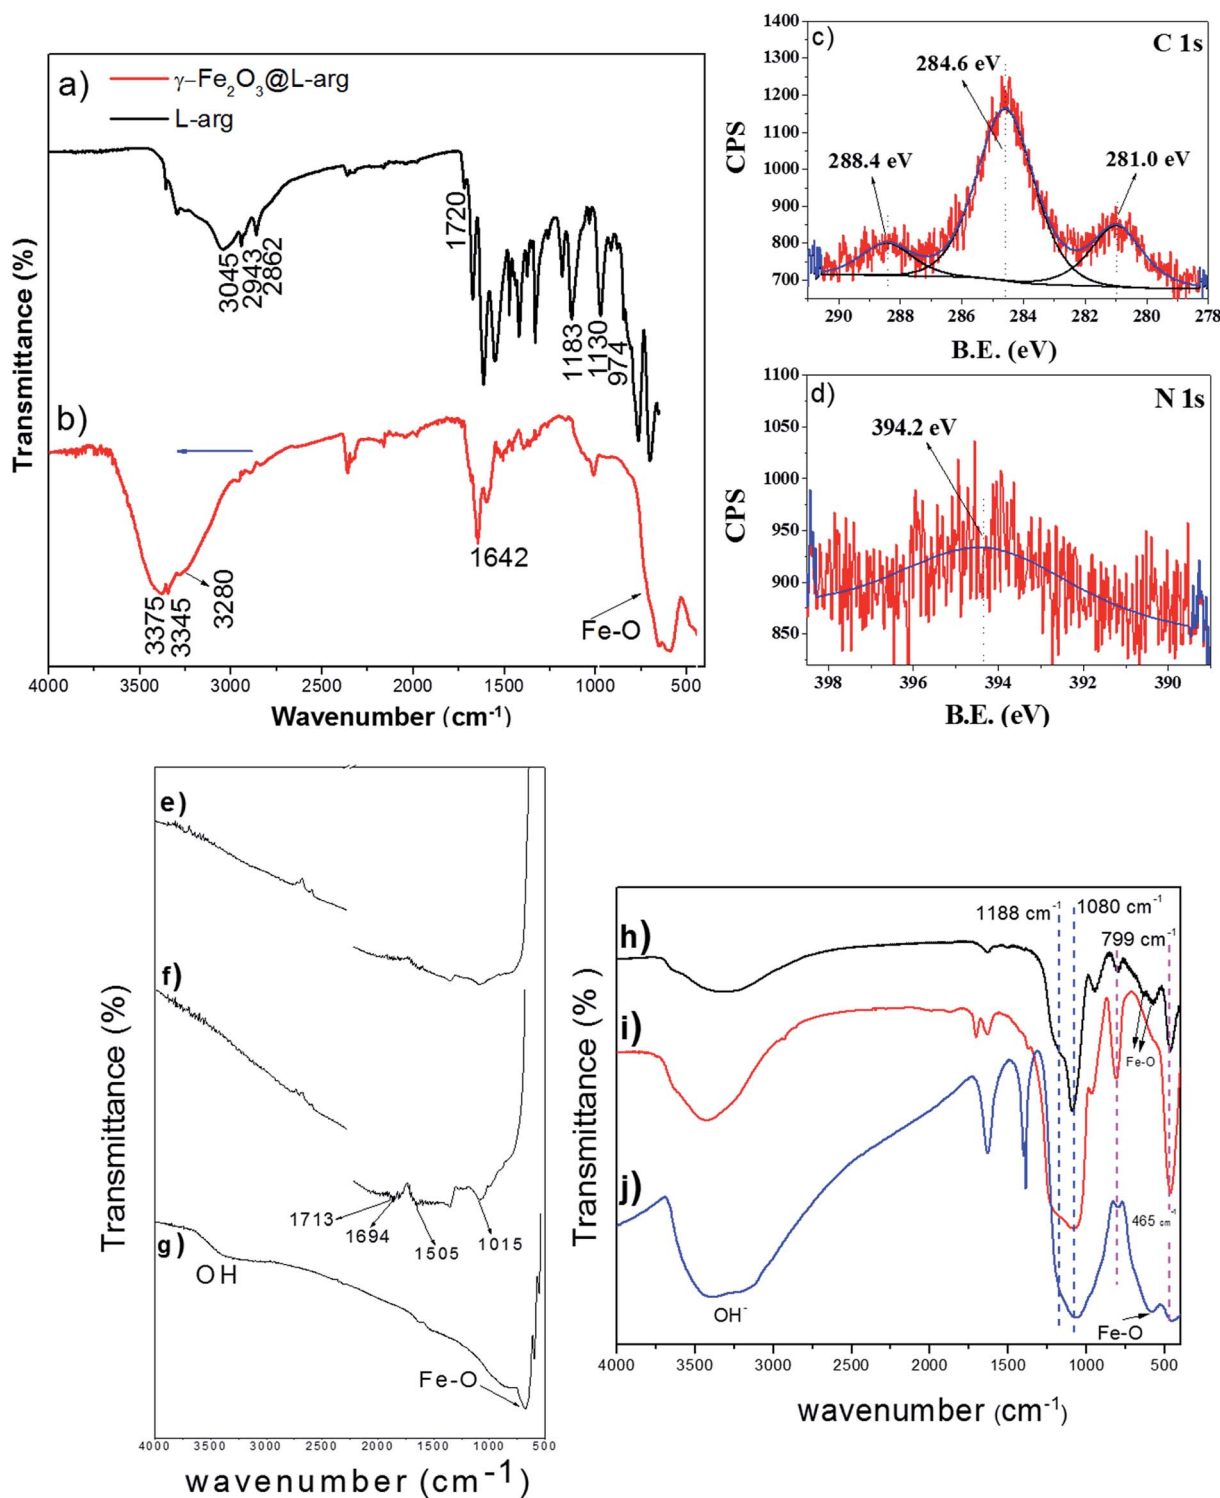 a)
γ–Fe₂O₃@L-arg
L-arg
3045
2943
2862
1720
1183
1130
974
b)
3375
3345
3280
1642
Fe-O
Transmittance (%)
4000 3500 3000 2500 2000 1500 1000 500
Wavenumber (cm⁻¹)
c)
C 1s
284.6 eV
288.4 eV
281.0 eV
CPS
1400
1300
1200
1100
1000
900
800
700
290 288 286 284 282 280 278
B.E. (eV)
d)
N 1s
394.2 eV
CPS
1100
1050
1000
950
900
850
398 396 394 392 390
B.E. (eV)
e)
f)
1713
1694
1505
1015
g)
OH
Fe-O
Transmittance (%)
4000 3500 3000 2500 2000 1500 1000 500
wavenumber (cm⁻¹)
1188 cm⁻¹
1080 cm⁻¹
799 cm⁻¹
h)
Fe-O
i)
j)
465 cm⁻¹
OH⁻
Fe-O
Transmittance (%)
4000 3500 3000 2500 2000 1500 1000 500
wavenumber (cm⁻¹)